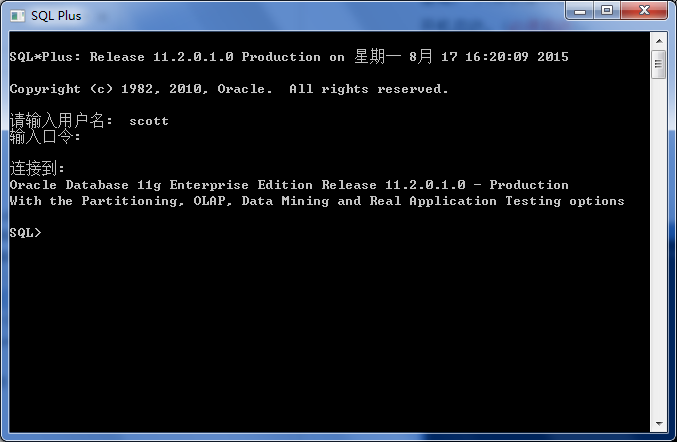 SQL Plus
SQL*Plus: Release 11.2.0.1.0 Production on 星期一 8月 17 16:20:09 2015
Copyright (c) 1982, 2010, Oracle.  All rights reserved.
请输入用户名:  scott
输入口令:
连接到:
Oracle Database 11g Enterprise Edition Release 11.2.0.1.0 - Production
With the Partitioning, OLAP, Data Mining and Real Application Testing options
SQL>